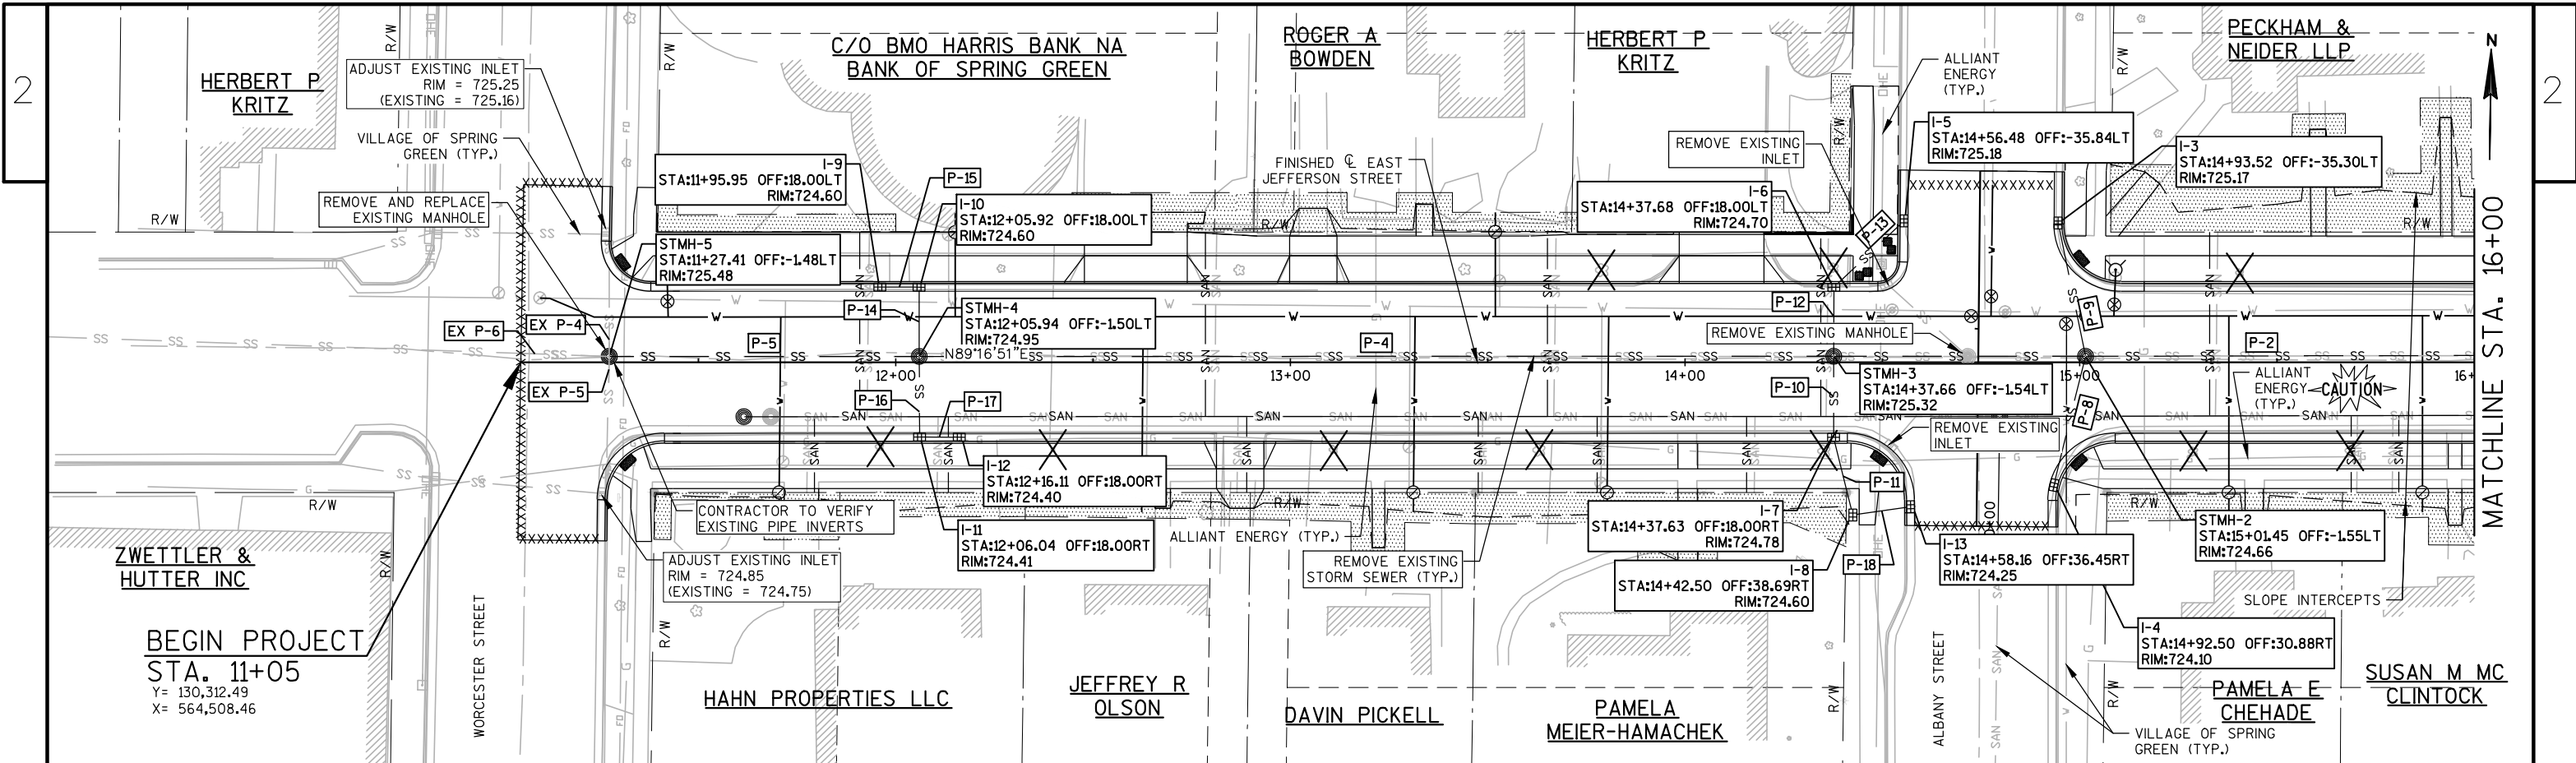 2
HERBERT P
KRITZ
R/W
ADJUST EXISTING INLET
RIM = 725.25
(EXISTING = 725.16)
VILLAGE OF SPRING
GREEN (TYP.)
REMOVE AND REPLACE
EXISTING MANHOLE
R/W
R/W
C/O BMO HARRIS BANK NA
BANK OF SPRING GREEN
ROGER A
BOWDEN
HERBERT P
KRITZ
ALLIANT
ENERGY
(TYP.)
R/W
PECKHAM &
NEIDER LLP
N
2
I-9
STA:11+95.95 OFF:18.00LT
RIM:724.60
P-15
I-10
STA:12+05.92 OFF:18.00LT
RIM:724.60
FINISHED ℄ EAST
JEFFERSON STREET
R/W
REMOVE EXISTING
INLET
R/W
I-6
STA:14+37.68 OFF:18.00LT
RIM:724.70
P-13
I-5
STA:14+56.48 OFF:-35.84LT
RIM:725.18
I-3
STA:14+93.52 OFF:-35.30LT
RIM:725.17
R/W
MATCHLINE STA. 16+00
STMH-5
STA:11+27.41 OFF:-1.48LT
RIM:725.48
P-14
STMH-4
STA:12+05.94 OFF:-1.50LT
RIM:724.95
N89°16'51"E
EX P-6
EX P-4
P-5
P-4
P-12
REMOVE EXISTING MANHOLE
P-9
P-2
EX P-5
12+00
13+00
14+00
15+00
16+
P-16
P-17
P-10
STMH-3
STA:14+37.66 OFF:-1.54LT
RIM:725.32
P-8
ALLIANT
ENERGY
(TYP.)
CAUTION
REMOVE EXISTING
INLET
R/W
I-12
STA:12+16.11 OFF:18.00RT
RIM:724.40
CONTRACTOR TO VERIFY
EXISTING PIPE INVERTS
I-11
STA:12+06.04 OFF:18.00RT
RIM:724.41
R/W
ALLIANT ENERGY (TYP.)
REMOVE EXISTING
STORM SEWER (TYP.)
I-7
STA:14+37.63 OFF:18.00RT
RIM:724.78
P-11
I-8
STA:14+42.50 OFF:38.69RT
RIM:724.60
P-18
I-13
STA:14+58.16 OFF:36.45RT
RIM:724.25
R/W
STMH-2
STA:15+01.45 OFF:-1.55LT
RIM:724.66
SLOPE INTERCEPTS
ZWETTLER &
HUTTER INC
R/W
ADJUST EXISTING INLET
RIM = 724.85
(EXISTING = 724.75)
I-4
STA:14+92.50 OFF:30.88RT
RIM:724.10
BEGIN PROJECT
STA. 11+05
Y= 130,312.49
X= 564,508.46
WORCESTER STREET
R/W
HAHN PROPERTIES LLC
JEFFREY R
OLSON
DAVIN PICKELL
PAMELA
MEIER-HAMACHEK
R/W
ALBANY STREET
R/W
PAMELA E
CHEHADE
SUSAN M MC
CLINTOCK
VILLAGE OF SPRING
GREEN (TYP.)